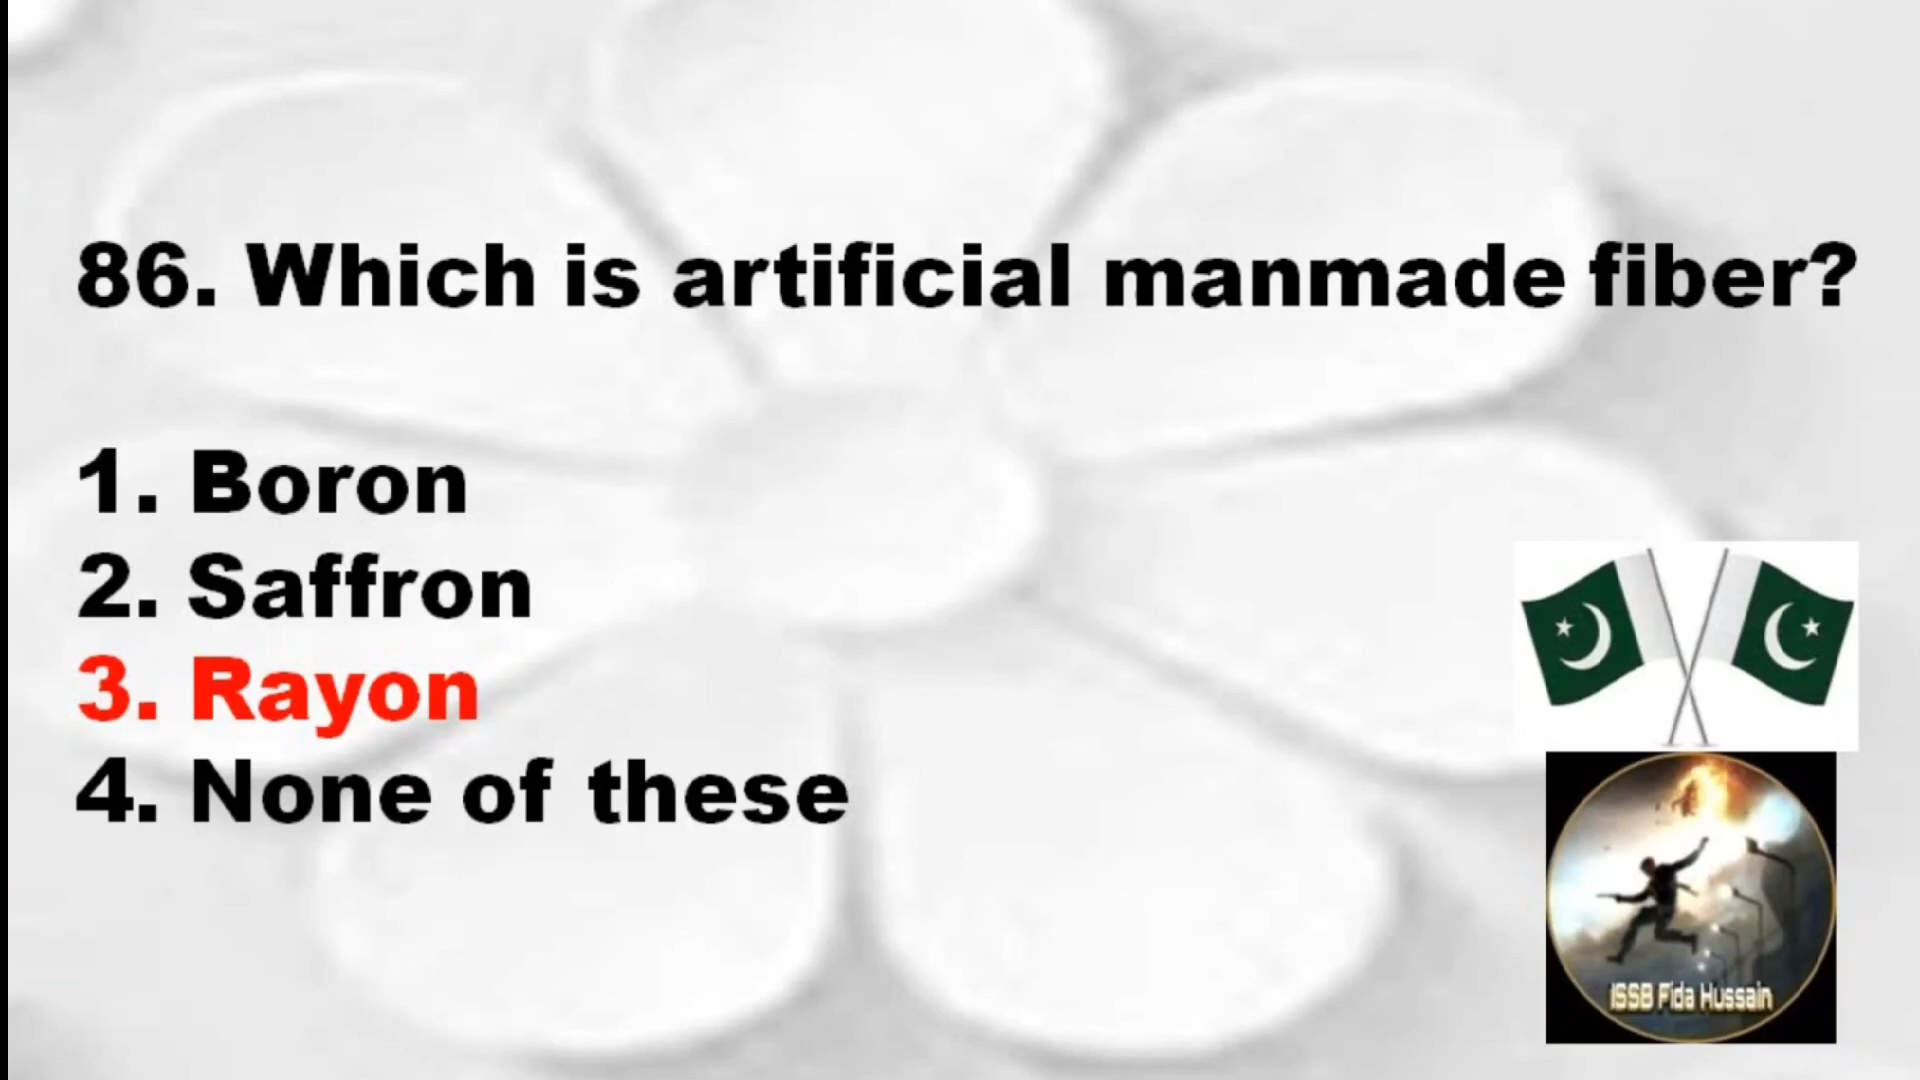 86. Which is artificial manmade fiber?
1. Boron
2. Saffron
3. Rayon
4. None of these
ISSB Fida Hussain